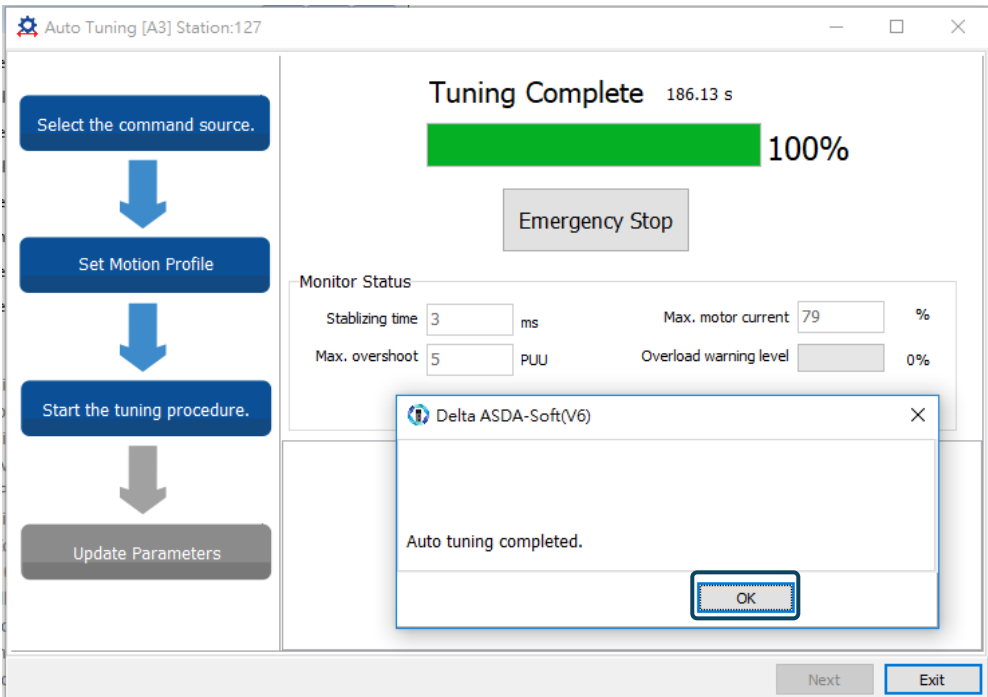 Auto Tuning [A3] Station:127
Select the command source.
Set Motion Profile
Start the tuning procedure.
Update Parameters
Tuning Complete 186.13 s
100%
Emergency Stop
Monitor Status
Stablizing time 3 ms
Max. motor current 79 %
Max. overshoot 5 PUU
Overload warning level 0%
Delta ASDA-Soft(V6)
Auto tuning completed.
OK
Next
Exit